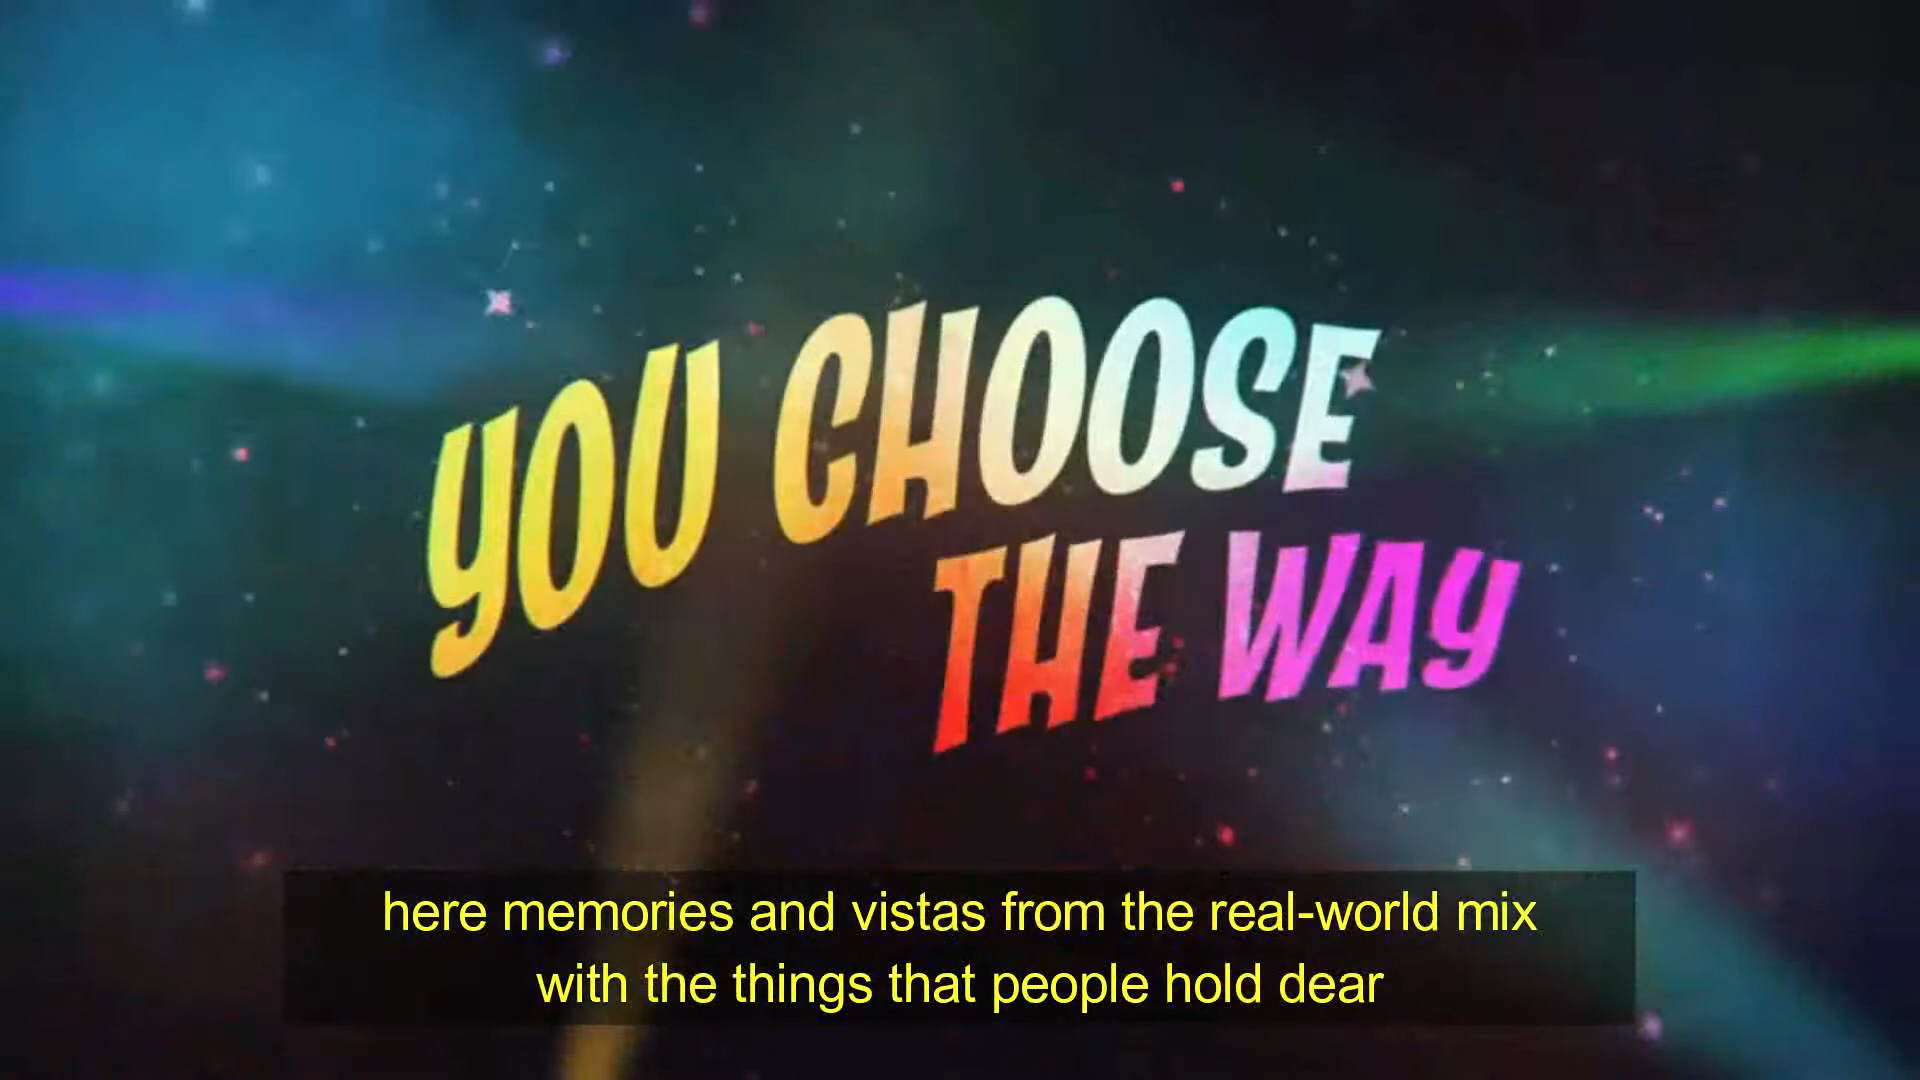 YOU CHOOSE
THE WAY
here memories and vistas from the real-world mix
with the things that people hold dear